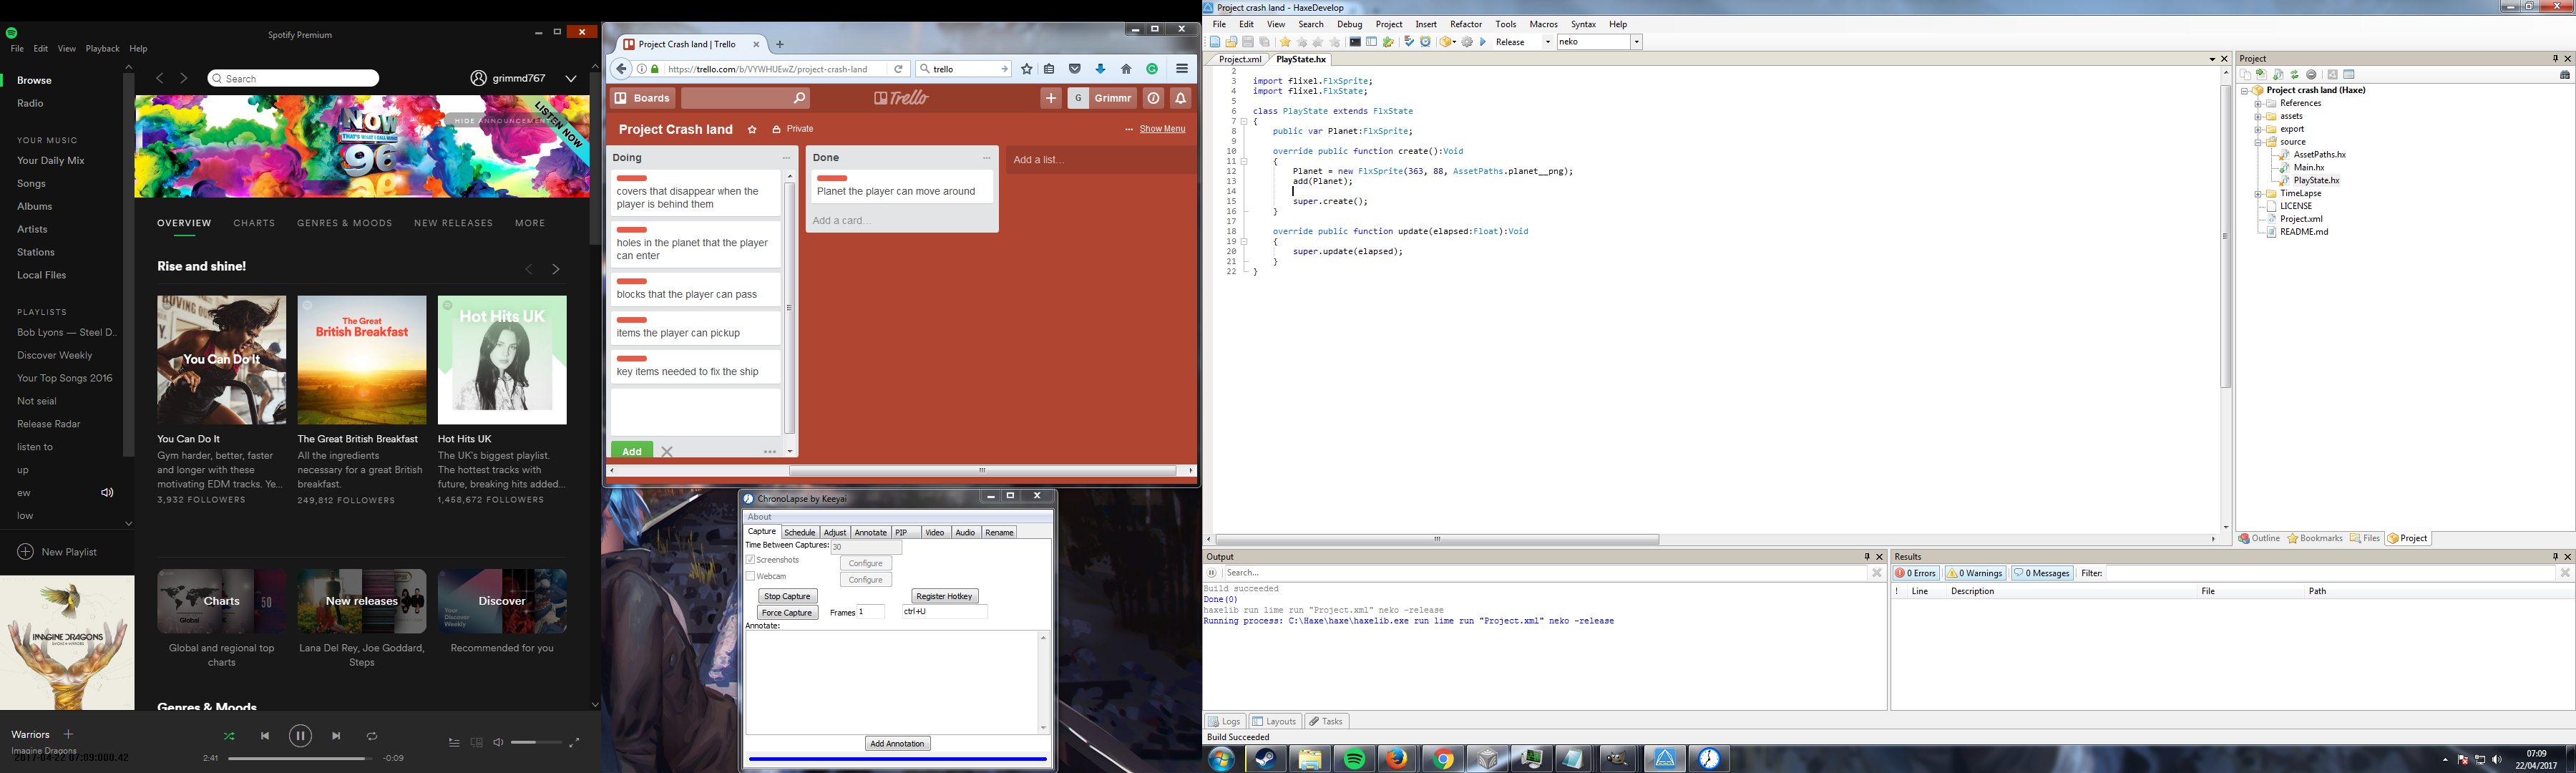 Spotify Premium
File Edit View Playback Help
Browse
Radio
YOUR MUSIC
Your Daily Mix
Songs
Albums
Artists
Stations
Local Files
PLAYLISTS
Bob Lyons — Steel D..
Discover Weekly
Your Top Songs 2016
Not seial
Release Radar
listen to
up
ew
low
New Playlist
IMAGINE DRAGONS
Warriors
Imagine Dragons
2017-04-22 07:09:000.42
Search
grimmd767
HIDE ANNOUNCEMENTS
LISTEN NOW
NOW
THAT'S WHAT I CALL MUSIC
96
OVERVIEW CHARTS GENRES & MOODS NEW RELEASES MORE
Rise and shine!
You Can Do It
The Great
British Breakfast
Hot Hits UK
You Can Do It
Gym harder, better, faster
and longer with these
motivating EDM tracks. Ye...
3,932 FOLLOWERS
The Great British Breakfast
All the ingredients
necessary for a great British
breakfast.
249,812 FOLLOWERS
Hot Hits UK
The UK's biggest playlist.
The hottest tracks with
future, breaking hits added...
1,458,672 FOLLOWERS
Charts
Global and regional top
charts
New releases
Lana Del Rey, Joe Goddard,
Steps
Discover
Recommended for you
Genres & Moods
2:41
-0:09
Project Crash land | Trello
https://trello.com/b/VYWHUEwZ/project-crash-land
trello
Boards
Trello
G Grimmr
Project Crash land
Private
... Show Menu
Doing
covers that disappear when the
player is behind them
holes in the planet that the player
can enter
blocks that the player can pass
items the player can pickup
key items needed to fix the ship
Add
Done
Planet the player can move around
Add a card...
Add a list...
ChronoLapse by Keeyai
About
Capture Schedule Adjust Annotate PIP Video Audio Rename
Time Between Captures: 30
Screenshots Configure
Webcam Configure
Stop Capture Register Hotkey
Force Capture Frames 1 ctrl+U
Annotate:
Add Annotation
Project crash land - HaxeDevelop
File Edit View Search Debug Project Insert Refactor Tools Macros Syntax Help
Release neko
Project.xml PlayState.hx
2
3 import flixel.FlxSprite;
4 import flixel.FlxState;
5
6 class PlayState extends FlxState
7 {
8 public var Planet:FlxSprite;
9
10 override public function create():Void
11 {
12 Planet = new FlxSprite(363, 88, AssetPaths.planet__png);
13 add(Planet);
14
15 super.create();
16 }
17
18 override public function update(elapsed:Float):Void
19 {
20 super.update(elapsed);
21 }
22 }
Project
Project crash land (Haxe)
References
assets
export
source
AssetPaths.hx
Main.hx
PlayState.hx
TimeLapse
LICENSE
Project.xml
README.md
Outline Bookmarks Files Project
Output
Search...
Build succeeded
Done(0)
haxelib run lime run "Project.xml" neko -release
Running process: C:\Haxe\haxe\haxelib.exe run lime run "Project.xml" neko -release
Logs Layouts Tasks
Build Succeeded
Results
0 Errors 0 Warnings 0 Messages Filter:
! Line Description File Path
07:09
22/04/2017